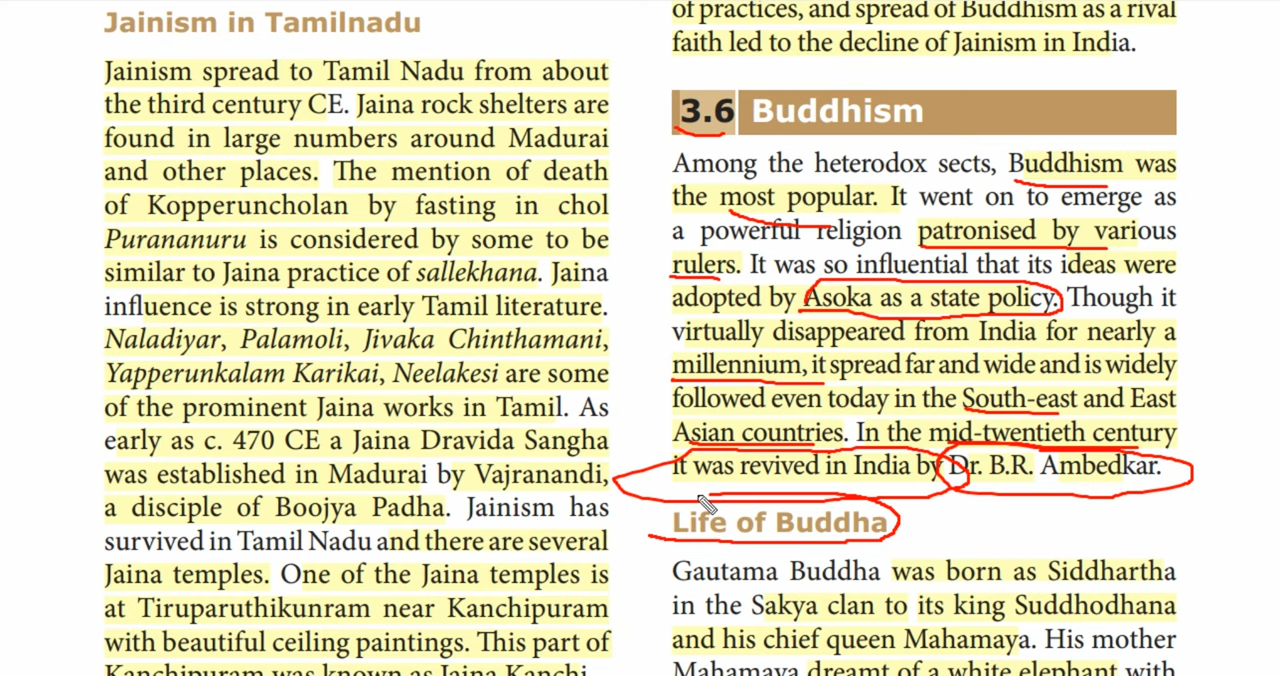 Jainism in Tamilnadu
Jainism spread to Tamil Nadu from about
the third century CE. Jaina rock shelters are
found in large numbers around Madurai
and other places. The mention of death
of Kopperuncholan by fasting in chol
Purananuru is considered by some to be
similar to Jaina practice of sallekhana. Jaina
influence is strong in early Tamil literature.
Naladiyar, Palamoli, Jivaka Chinthamani,
Yapperunkalam Karikai, Neelakesi are some
of the prominent Jaina works in Tamil. As
early as c. 470 CE a Jaina Dravida Sangha
was established in Madurai by Vajranandi,
a disciple of Boojya Padha. Jainism has
survived in Tamil Nadu and there are several
Jaina temples. One of the Jaina temples is
at Tiruparuthikunram near Kanchipuram
with beautiful ceiling paintings. This part of
Kanchipuram was known as Jaina Kanchi.
of practices, and spread of Buddhism as a rival
faith led to the decline of Jainism in India.
3.6 Buddhism
Among the heterodox sects, Buddhism was
the most popular. It went on to emerge as
a powerful religion patronised by various
rulers. It was so influential that its ideas were
adopted by Asoka as a state policy. Though it
virtually disappeared from India for nearly a
millennium, it spread far and wide and is widely
followed even today in the South-east and East
Asian countries. In the mid-twentieth century
it was revived in India by Dr. B.R. Ambedkar.
Life of Buddha
Gautama Buddha was born as Siddhartha
in the Sakya clan to its king Suddhodhana
and his chief queen Mahamaya. His mother
Mahamaya dreamt of a white elephant with